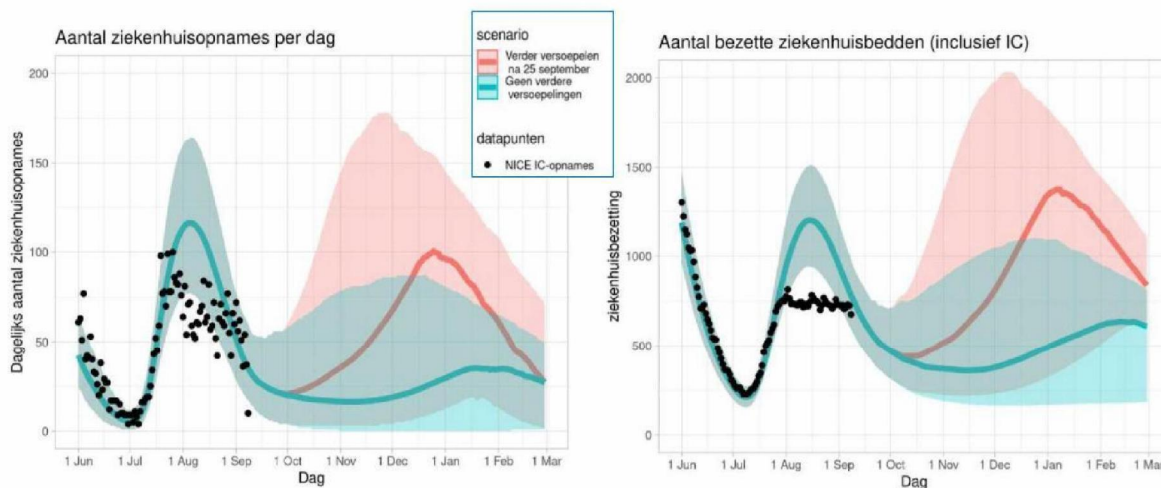 Aantal ziekenhuisopnames per dag
200
150
100
50
0
Dagelijks aantal ziekenhuisopnames
1 Jun
1 Jul
1 Aug
1 Sep
1 Oct
1 Nov
1 Dec
1 Jan
1 Feb
1 Mar
Dag
scenario
Verder versoepelen
na 25 september
Geen verdere
versoepelingen
datapunten
NICE IC-opnames
Aantal bezette ziekenhuisbedden (inclusief IC)
2000
1500
1000
500
0
ziekenhuisbezetting
1 Jun
1 Jul
1 Aug
1 Sep
1 Oct
1 Nov
1 Dec
1 Jan
1 Feb
1 Mar
Dag